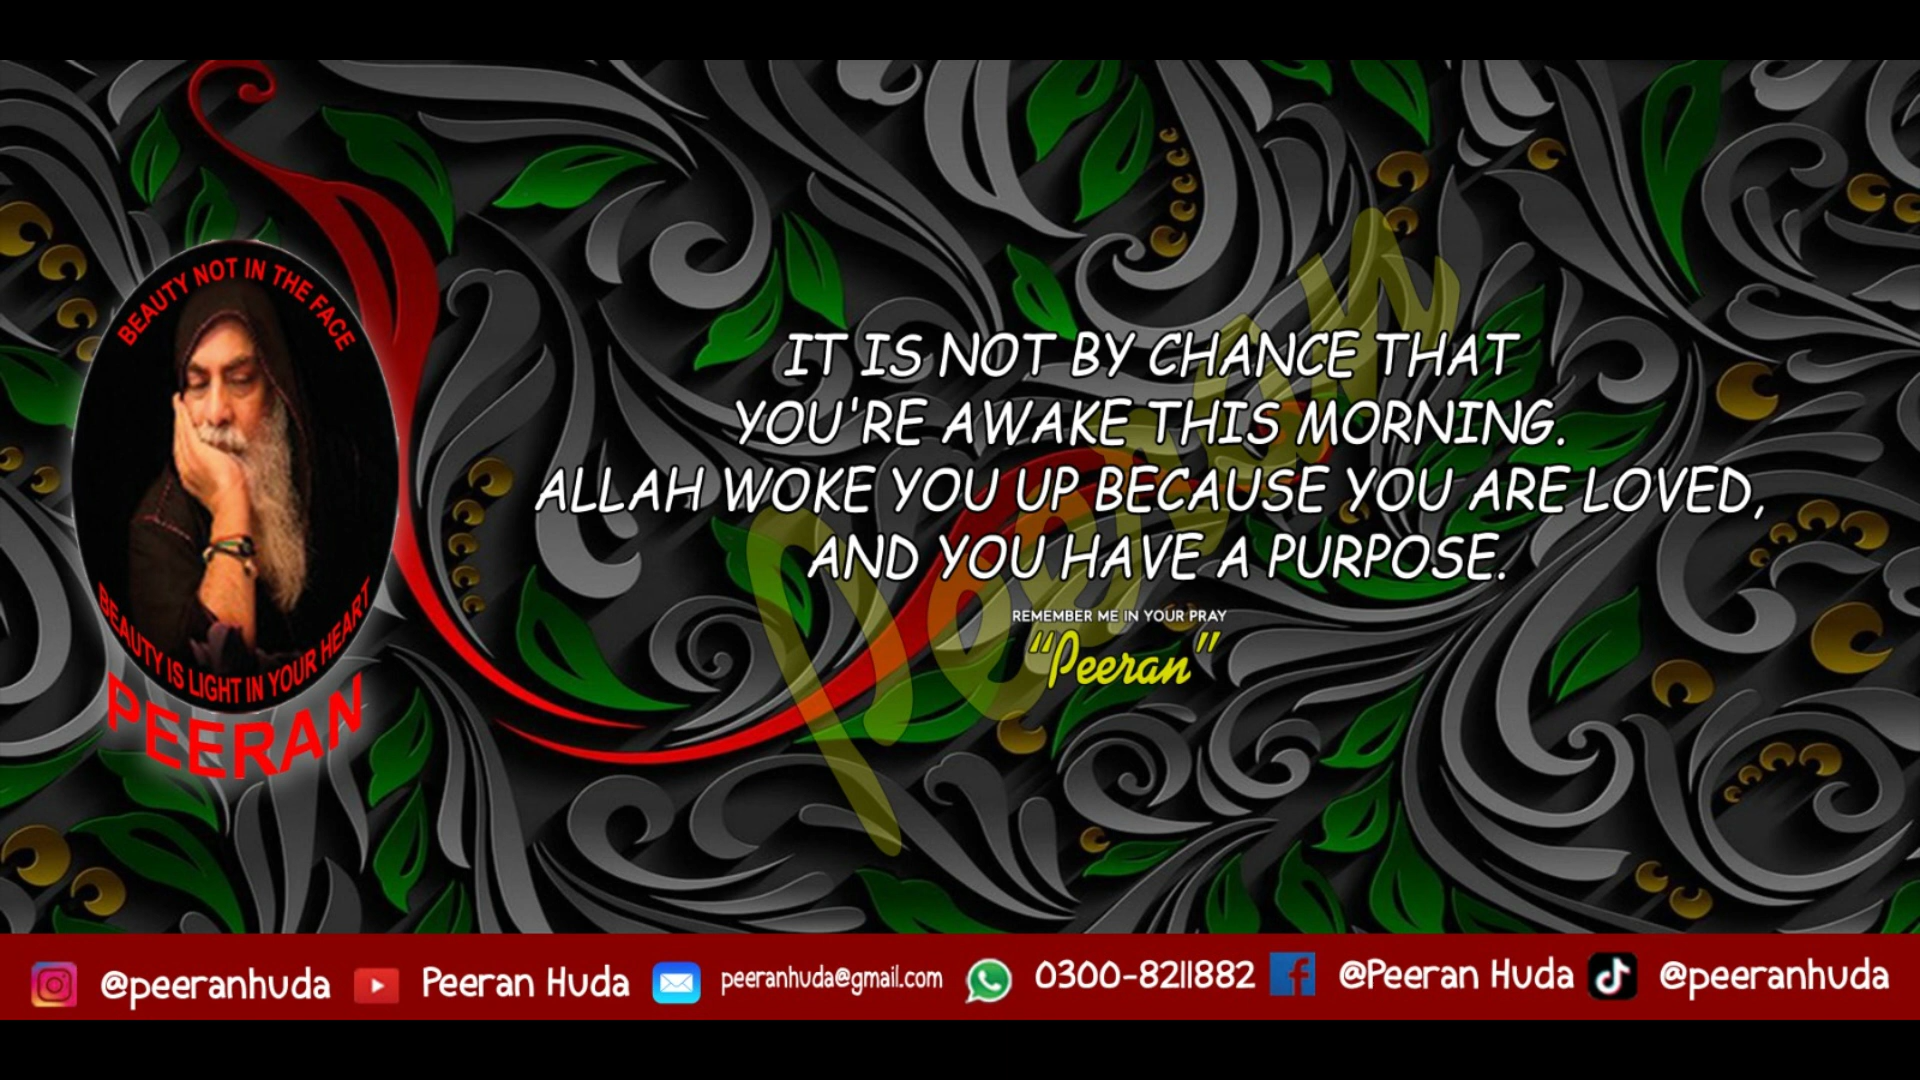 BEAUTY NOT IN THE FACE
BEAUTY IS LIGHT IN YOUR HEART
PEERAN
IT IS NOT BY CHANCE THAT
YOU'RE AWAKE THIS MORNING.
ALLAH WOKE YOU UP BECAUSE YOU ARE LOVED,
AND YOU HAVE A PURPOSE.
REMEMBER ME IN YOUR PRAY
"Peeran"
Peeran
@peeranhuda Peeran Huda peeranhuda@gmail.com 0300-8211882 @Peeran Huda @peeranhuda